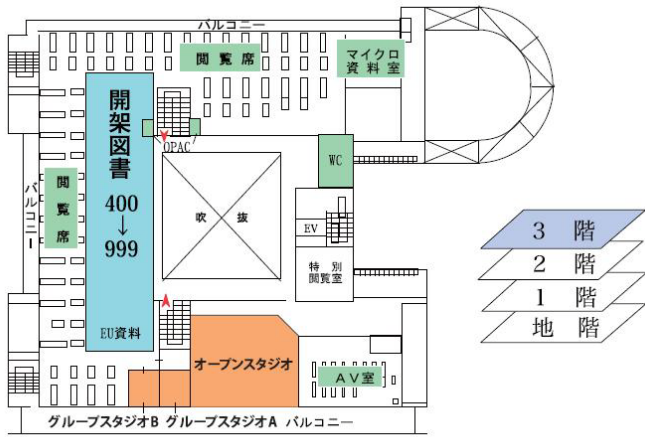 バルコニー
閲覧席
マイクロ
資料室
開架図書
400
↓
999
EU資料
OPAC
WC
閲覧席
バルコニー
吹抜
EV
特別
閲覧室
オープンスタジオ
AV室
グループスタジオB
グループスタジオA
バルコニー
3階
2階
1階
地階